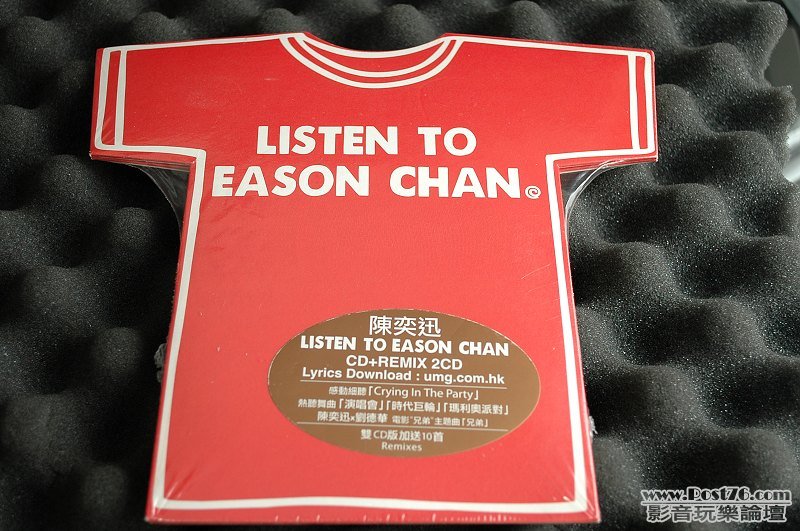 LISTEN TO
EASON CHAN
陳奕迅
LISTEN TO EASON CHAN
CD+REMIX 2CD
Lyrics Download : umg.com.hk
感動細聽「Crying In The Party」
熱聽舞曲「演唱會」「時代巨輪」「瑪利奧派對」
陳奕迅x劉德華 電影"兄弟"主題曲「兄弟」
雙CD版加送10首
Remixes
www.Post76.com
影音玩樂論壇